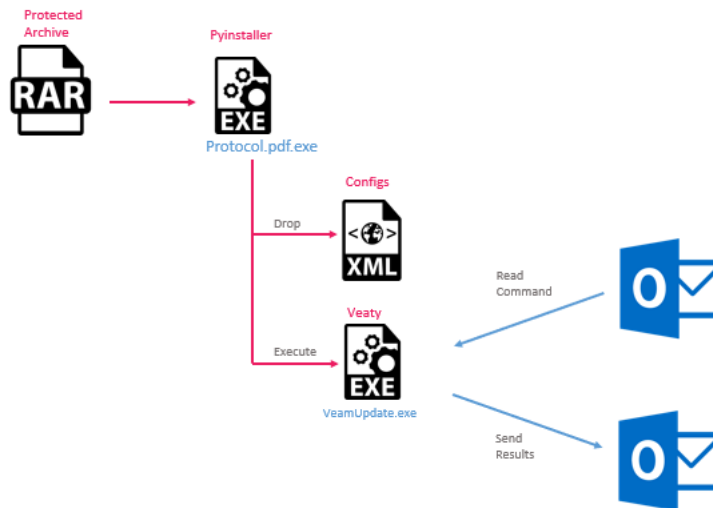 Protected
Archive
RAR
Pyinstaller
EXE
Protocol.pdf.exe
Configs
Drop
XML
Veaty
Execute
EXE
VeamUpdate.exe
Read
Command
O
Send
Results
O